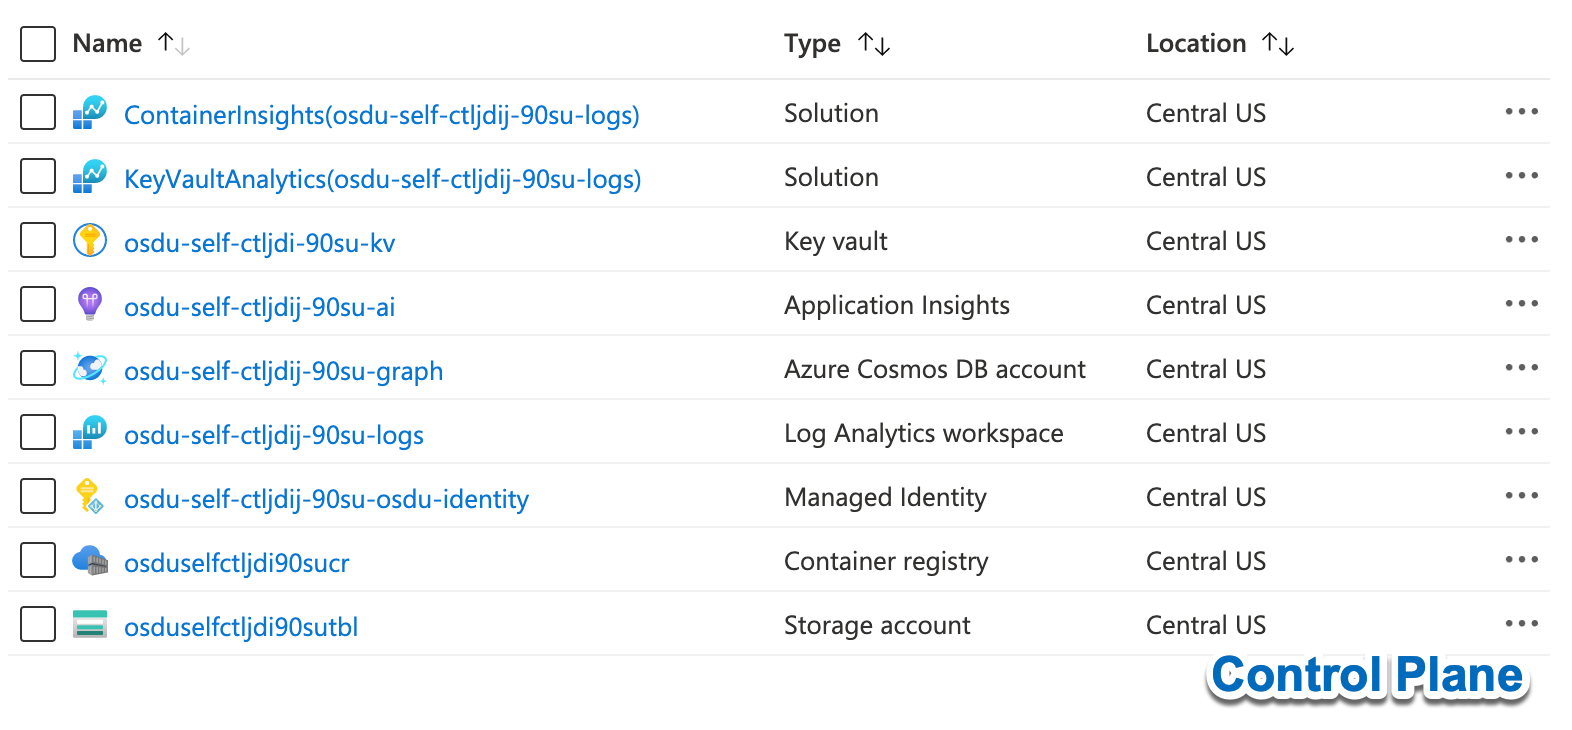 Name Type Location
ContainerInsights(osdu-self-ctljdij-90su-logs) Solution Central US
KeyVaultAnalytics(osdu-self-ctljdij-90su-logs) Solution Central US
osdu-self-ctljdi-90su-kv Key vault Central US
osdu-self-ctljdij-90su-ai Application Insights Central US
osdu-self-ctljdij-90su-graph Azure Cosmos DB account Central US
osdu-self-ctljdij-90su-logs Log Analytics workspace Central US
osdu-self-ctljdij-90su-osdu-identity Managed Identity Central US
osduselfctljdi90sucr Container registry Central US
osduselfctljdi90sutbl Storage account Central US
Control Plane